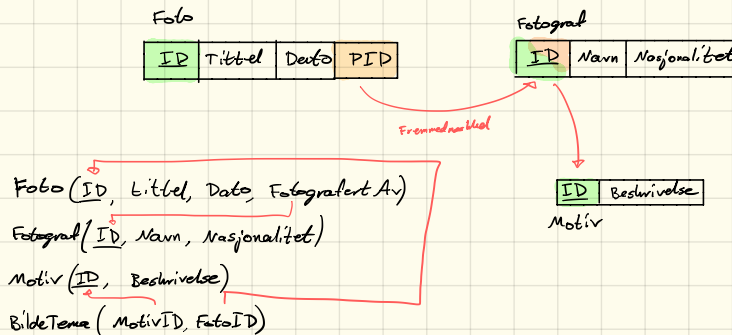 Foto
Fotograf
ID Tittel Dato PID
ID Navn Nasjonalitet
Fremmednøkkel
Foto (ID, tittel, Dato, FotografertAv)
ID Beskrivelse
Motiv
Fotograf (ID, Navn, Nasjonalitet)
Motiv (ID, Beskrivelse)
BildeTema (MotivID, FotoID)